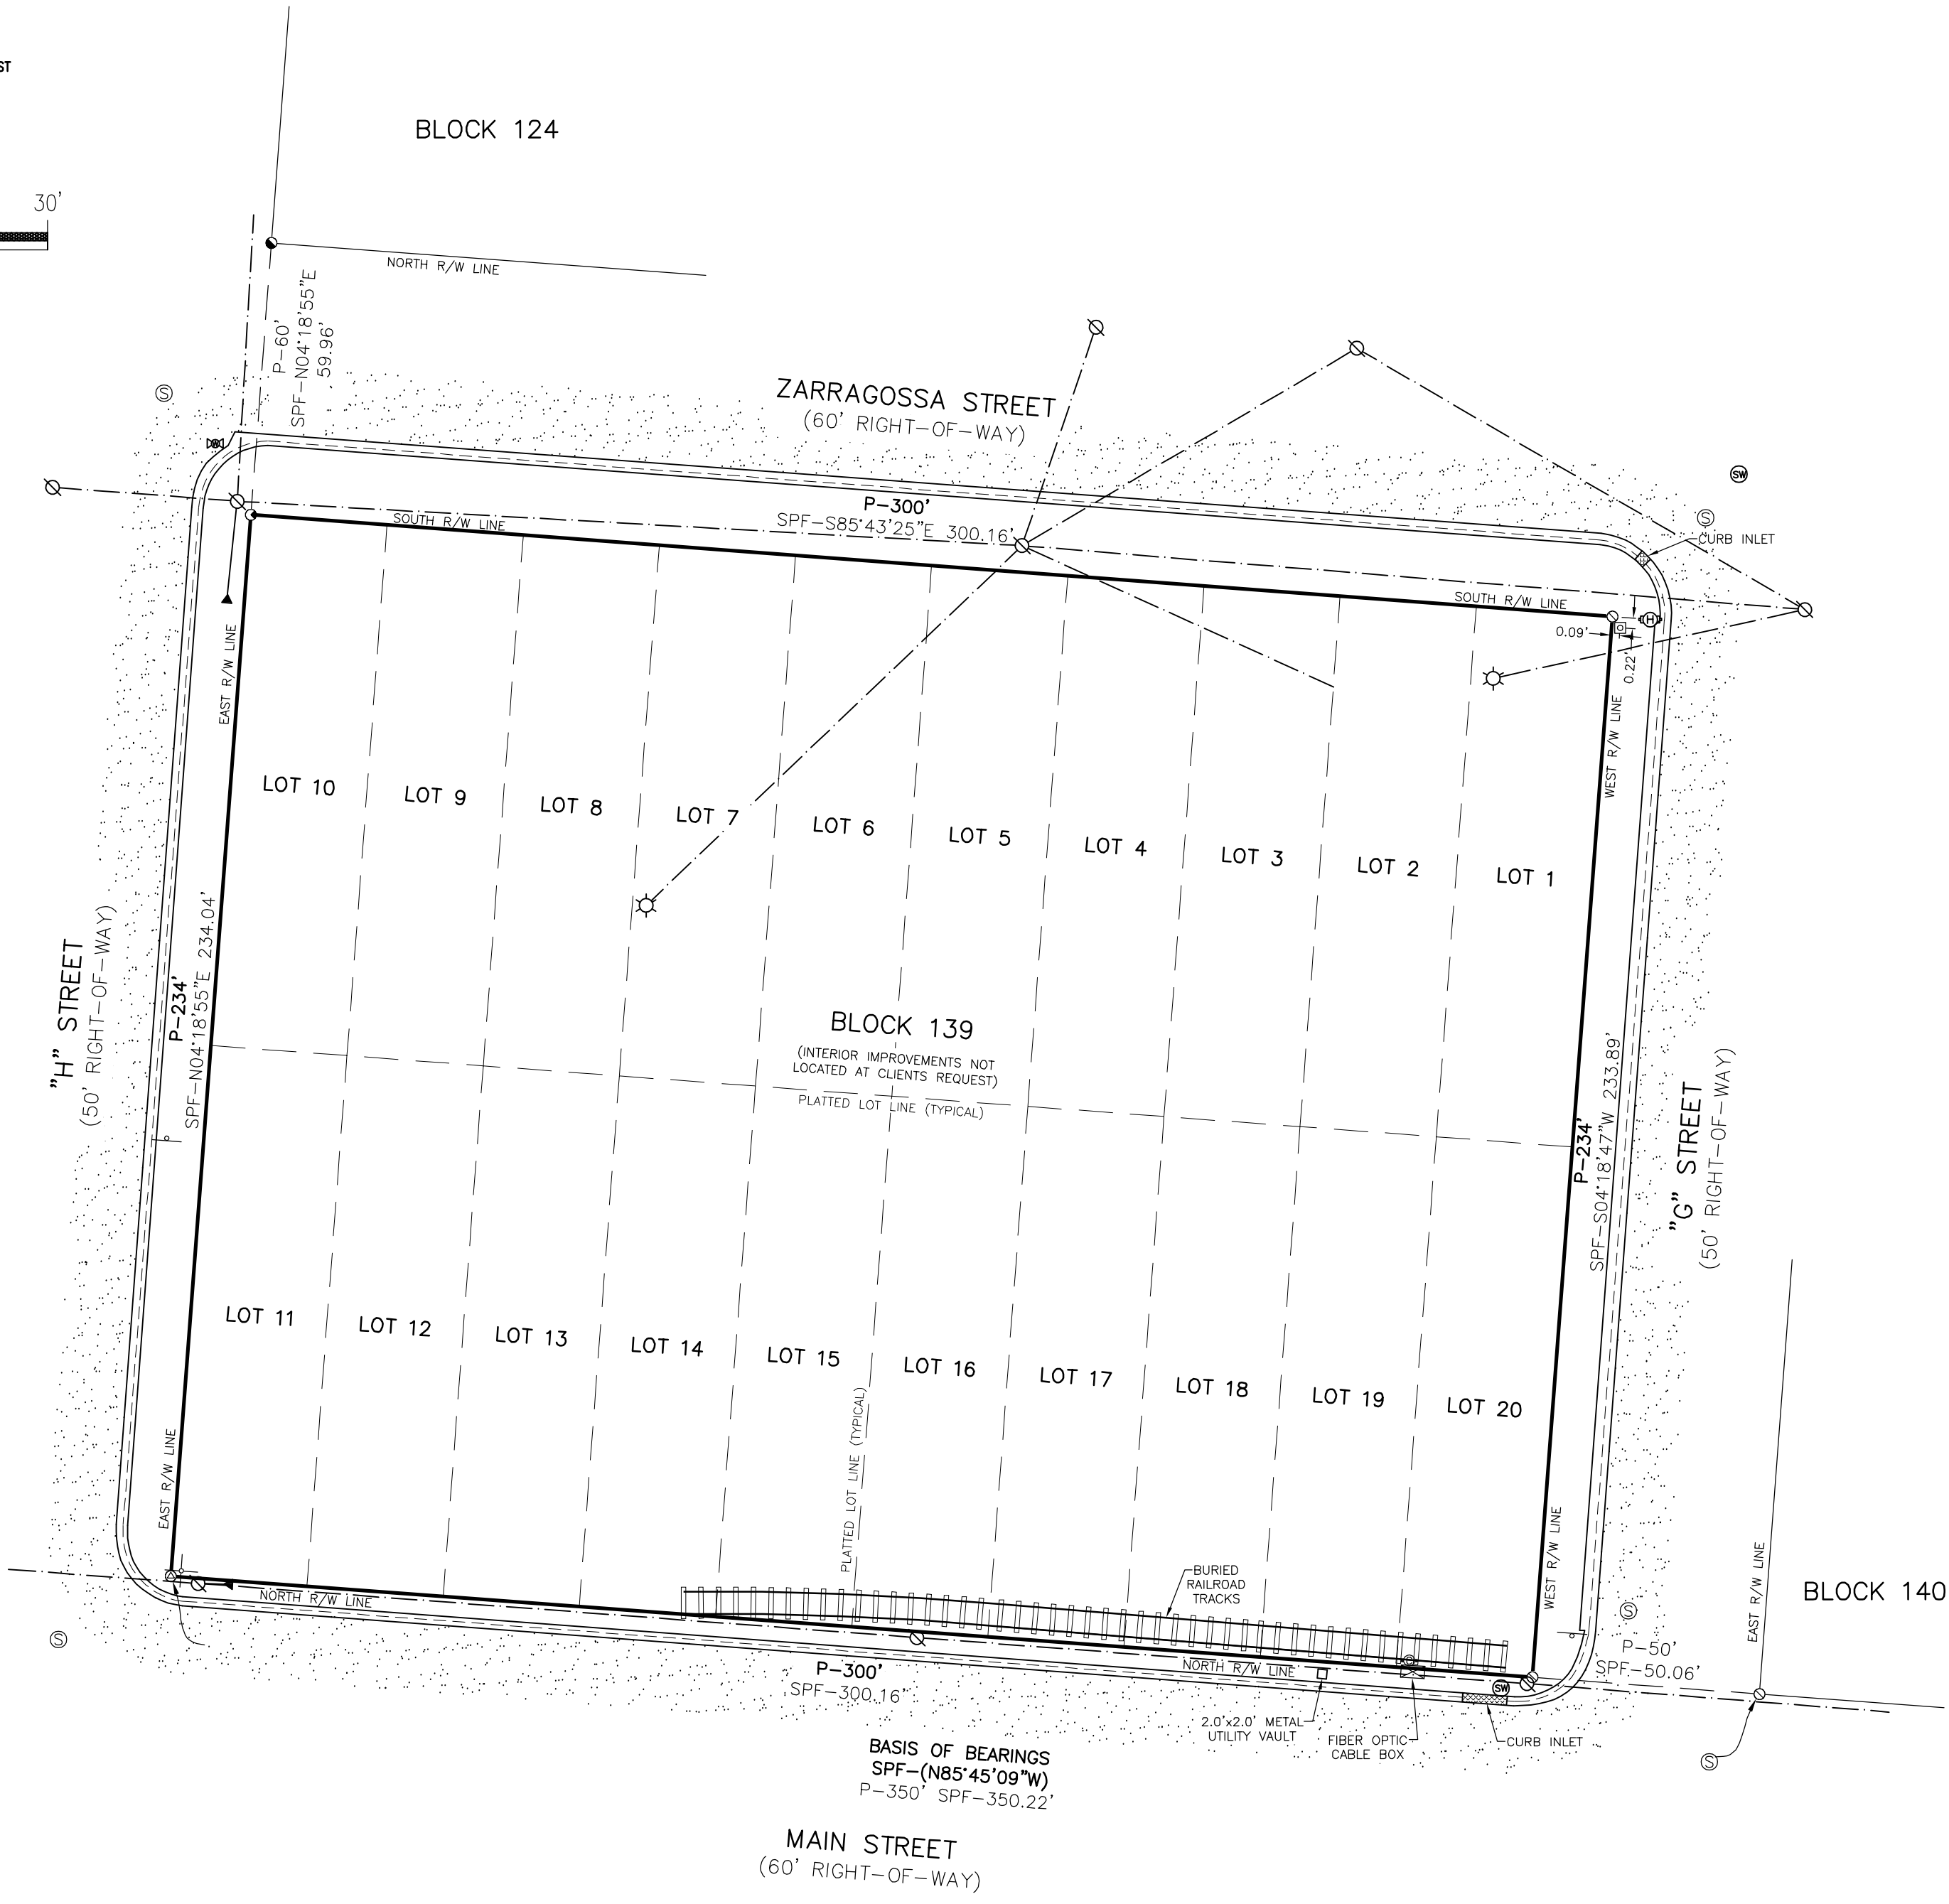 ST
BLOCK 124
30'
NORTH R/W LINE
P-60'
SPF-N04°18'55"E
59.96'
Ⓢ
W
ZARRAGOSSA STREET
(60' RIGHT-OF-WAY)
SW
Ⓢ
CURB INLET
P-300'
SPF-S85°43'25"E 300.16'
SOUTH R/W LINE
SOUTH R/W LINE
H
0.09'
0.22'
EAST R/W LINE
WEST R/W LINE
LOT 10
LOT 9
LOT 8
LOT 7
LOT 6
LOT 5
LOT 4
LOT 3
LOT 2
LOT 1
"H" STREET
(50' RIGHT-OF-WAY)
P-234'
SPF-N04°18'55"E 234.04'
BLOCK 139
(INTERIOR IMPROVEMENTS NOT
LOCATED AT CLIENTS REQUEST)
PLATTED LOT LINE (TYPICAL)
P-234'
SPF-S04°18'47"W 233.89'
"G" STREET
(50' RIGHT-OF-WAY)
LOT 11
LOT 12
LOT 13
LOT 14
LOT 15
LOT 16
LOT 17
LOT 18
LOT 19
LOT 20
PLATTED LOT LINE (TYPICAL)
EAST R/W LINE
WEST R/W LINE
EAST R/W LINE
BURIED
RAILROAD
TRACKS
BLOCK 140
NORTH R/W LINE
Ⓢ
Ⓢ
P-50'
SPF-50.06'
NORTH R/W LINE
P-300'
SPF-300.16'
SW
2.0'x2.0' METAL
UTILITY VAULT
FIBER OPTIC
CABLE BOX
CURB INLET
Ⓢ
BASIS OF BEARINGS
SPF-(N85°45'09"W)
P-350' SPF-350.22'
MAIN STREET
(60' RIGHT-OF-WAY)